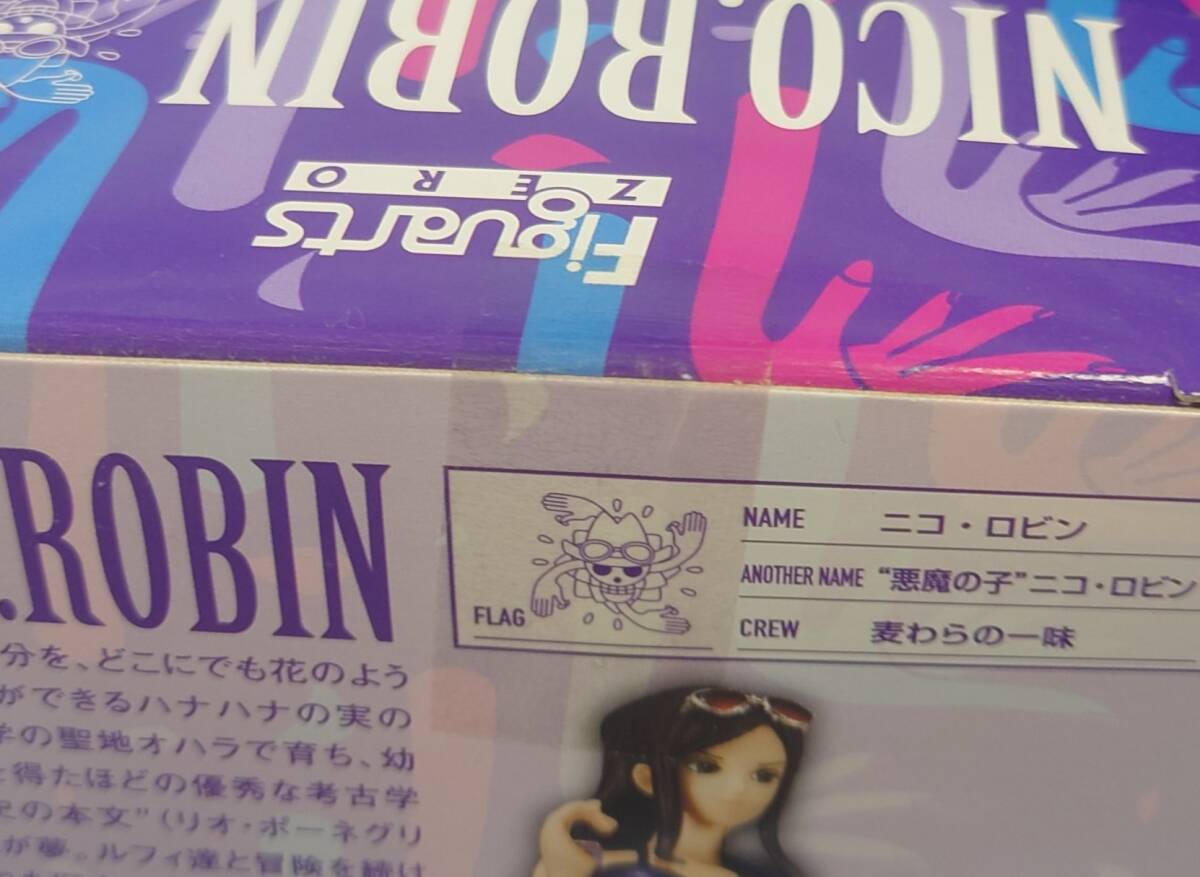 NICO.ROBIN
Figuarts
ZERO
.ROBIN
FLAG
NAME ニコ・ロビン
ANOTHER NAME “悪魔の子”ニコ・ロビン
CREW 麦わらの一味
分を、どこにでも花のよう
ができるハナハナの実の
学の聖地オハラで育ち、幼
得たほどの優秀な考古学
の本文”(リオ・ポーネグリ
が夢。ルフィ達と冒険を続け